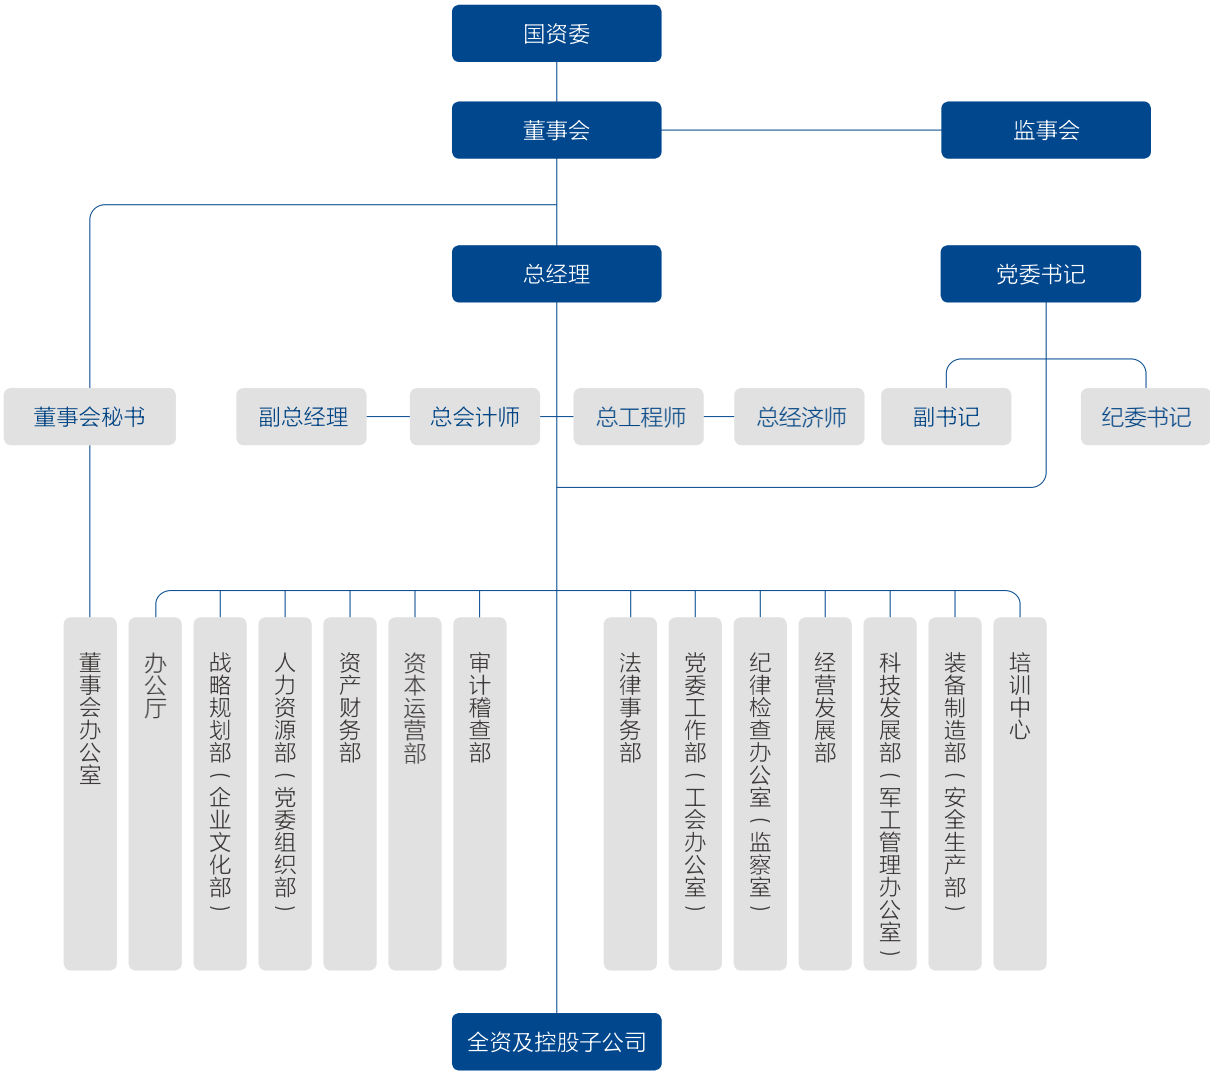 国资委
董事会
监事会
总经理
党委书记
董事会秘书
副总经理
总会计师
总工程师
总经济师
副书记
纪委书记
董事会办公室
办公厅
战略规划部(企业文化部)
人力资源部(党委组织部)
资产财务部
资本运营部
审计稽查部
法律事务部
党委工作部(工会办公室)
纪律检查办公室(监察室)
经营发展部
科技发展部(军工管理办公室)
装备制造部(安全生产部)
培训中心
全资及控股子公司